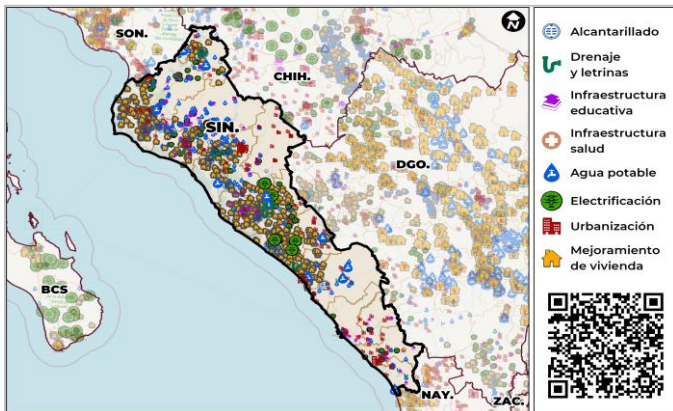 SON.
CHIH.
SIN.
DGO.
BCS
NAY.
ZAC.
N
Alcantarillado
Drenaje
y letrinas
Infraestructura
educativa
Infraestructura
salud
Agua potable
Electrificación
Urbanización
Mejoramiento
de vivienda